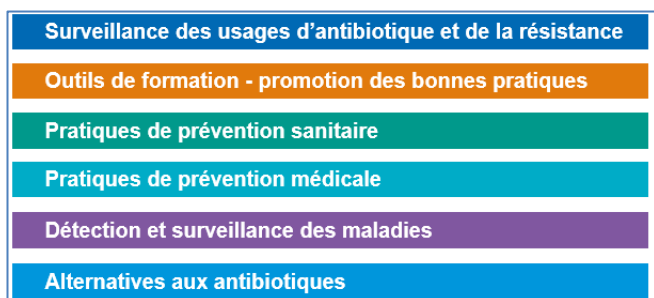 Surveillance des usages d'antibiotique et de la résistance
Outils de formation - promotion des bonnes pratiques
Pratiques de prévention sanitaire
Pratiques de prévention médicale
Détection et surveillance des maladies
Alternatives aux antibiotiques